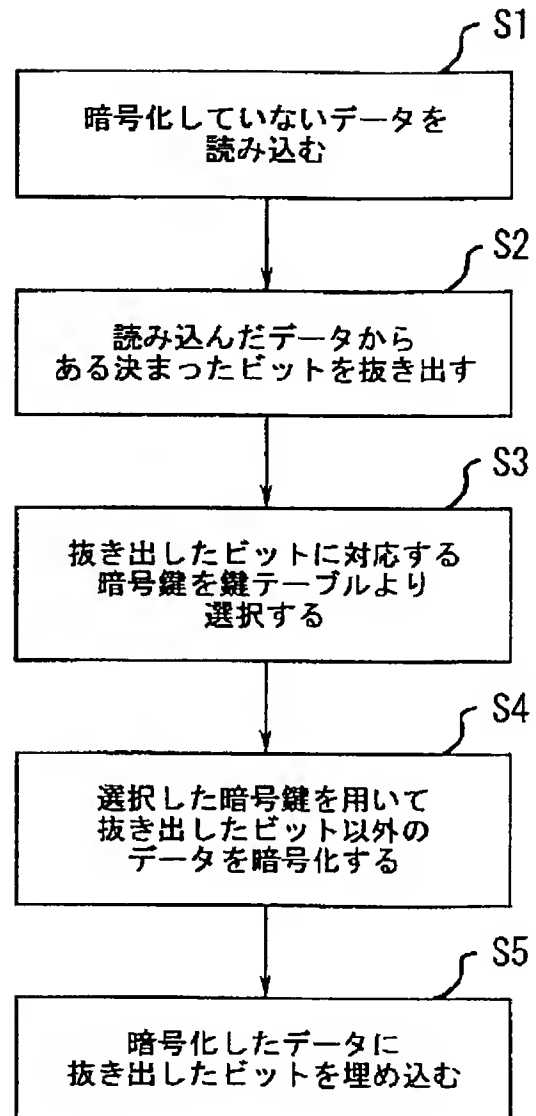 S1
暗号化していないデータを
読み込む
S2
読み込んだデータから
ある決まったビットを抜き出す
S3
抜き出したビットに対応する
暗号鍵を鍵テーブルより
選択する
S4
選択した暗号鍵を用いて
抜き出したビット以外の
データを暗号化する
S5
暗号化したデータに
抜き出したビットを埋め込む